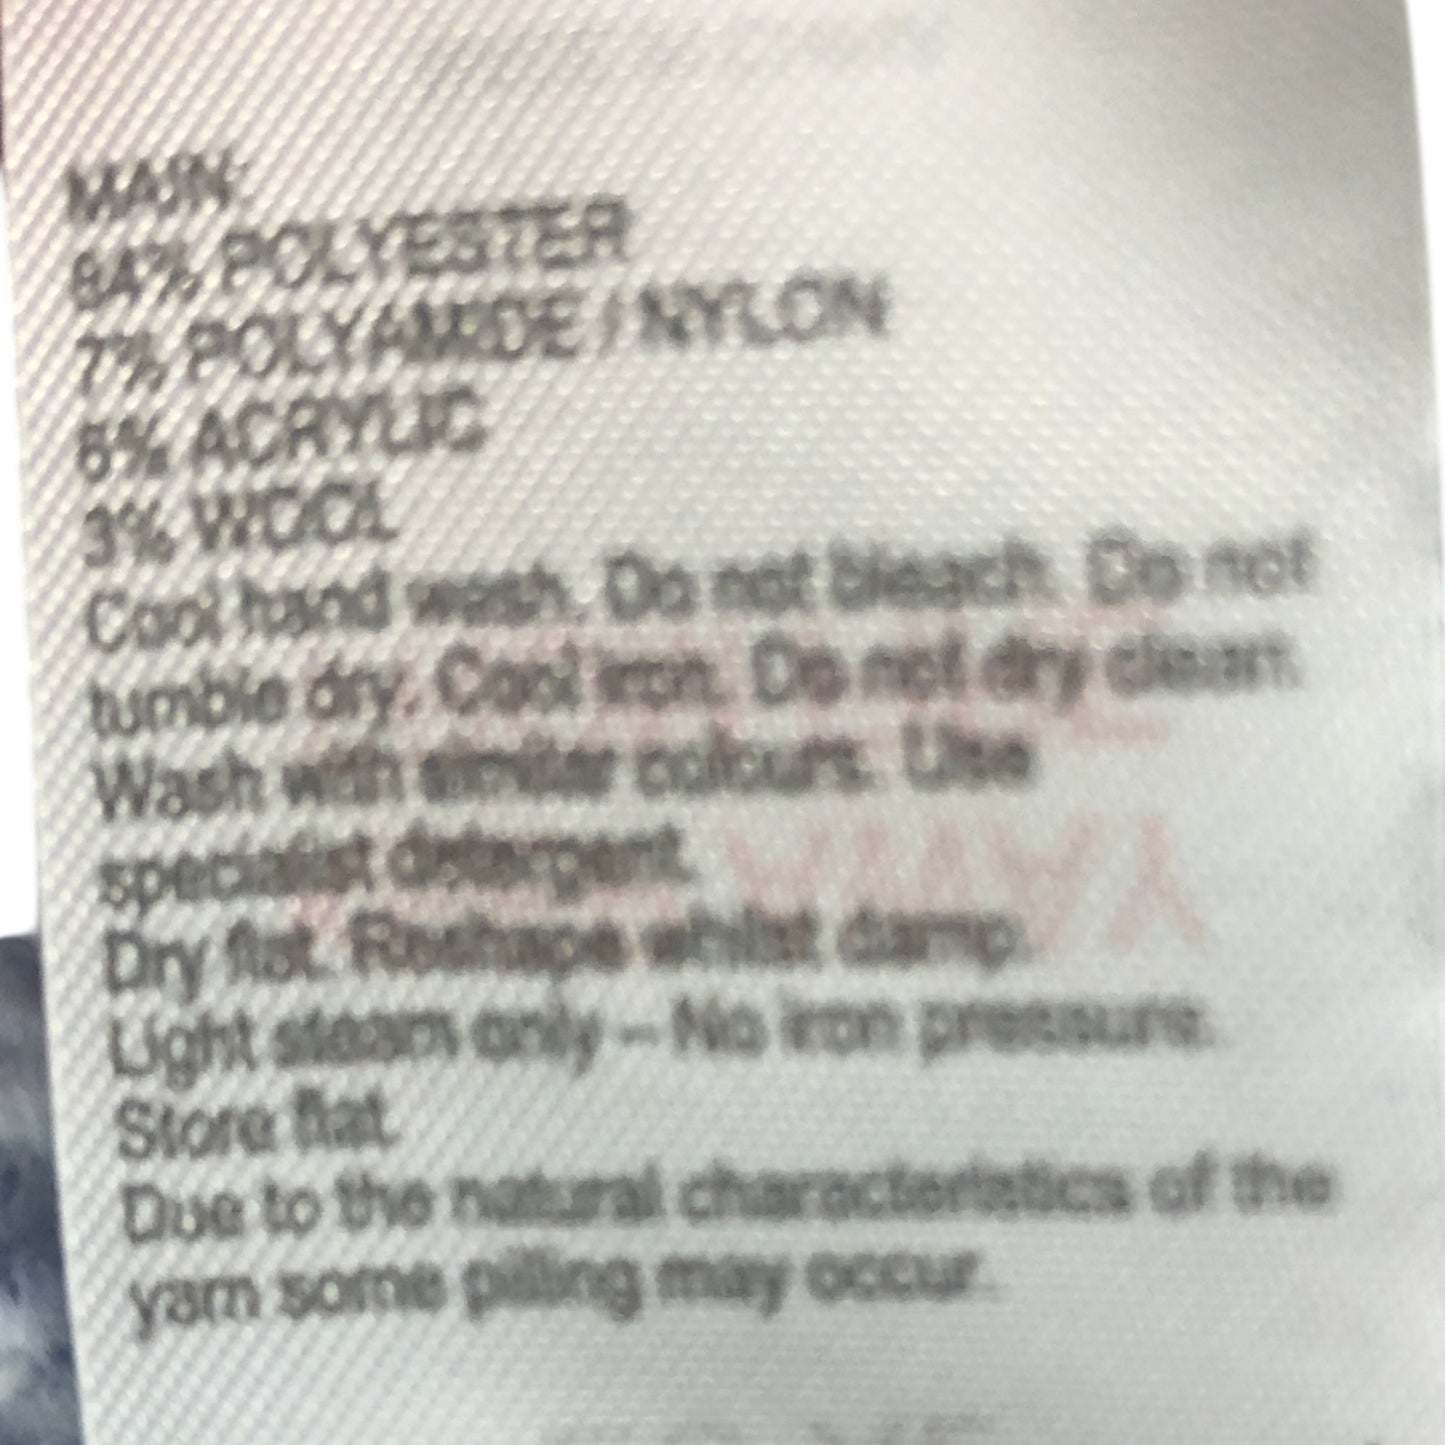 MAIN:
84% POLYESTER
7% POLYAMIDE / NYLON
6% ACRYLIC
3% WOOL
Cool hand wash. Do not bleach. Do not
tumble dry. Cool iron. Do not dry clean.
Wash with similar colours. Use
specialist detergent.
Dry flat. Reshape whilst damp.
Light steam only – No iron pressure.
Store flat.
Due to the natural characteristics of the
yarn some pilling may occur.